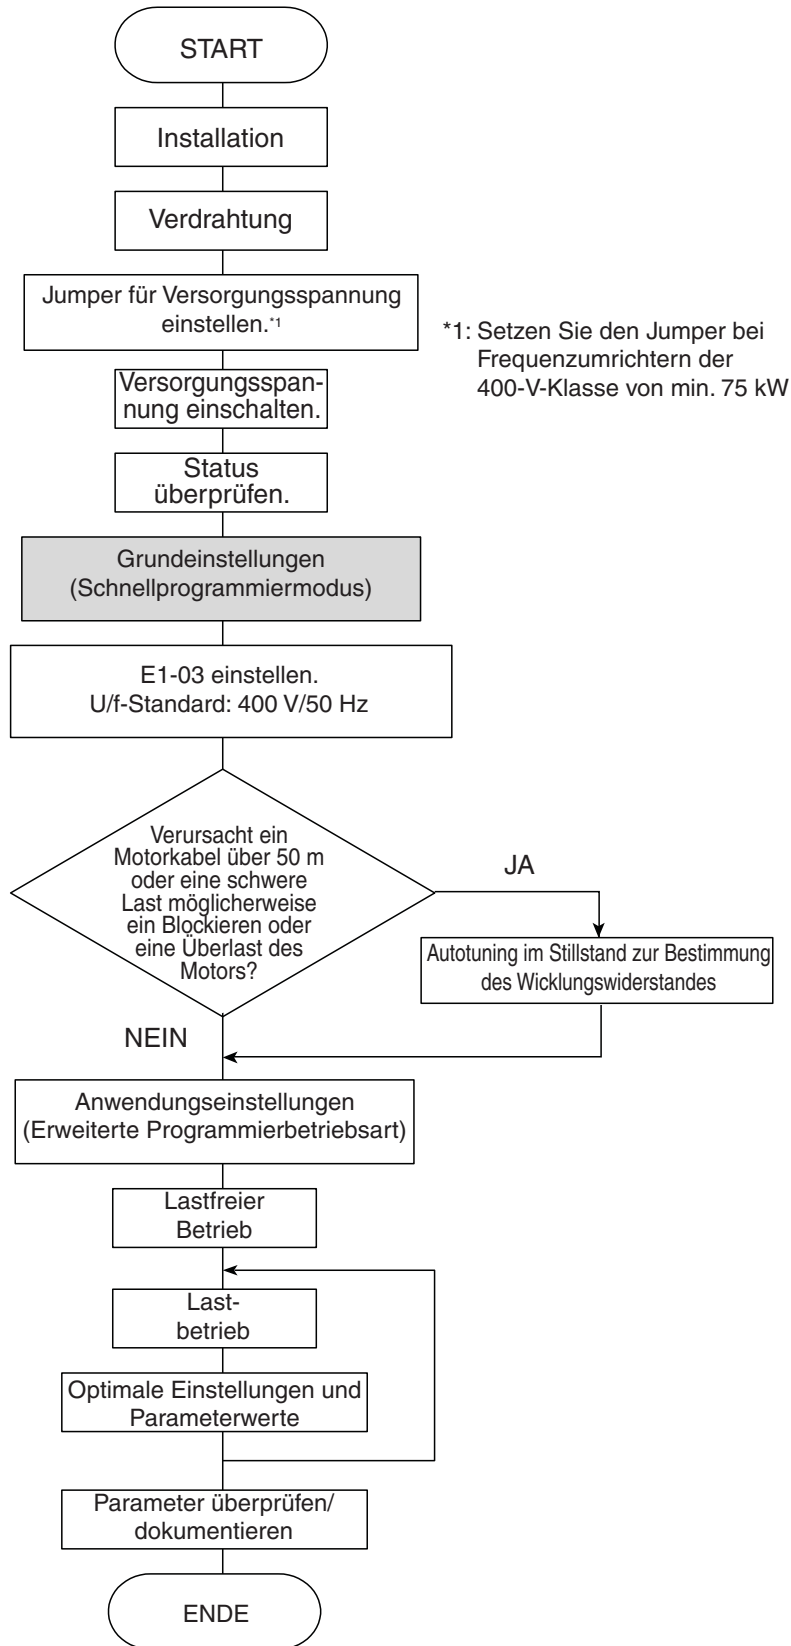 START
Installation
Verdrahtung
Jumper für Versorgungsspannung
einstellen.*1
*1: Setzen Sie den Jumper bei
Frequenzumrichtern der
400-V-Klasse von min. 75 kW
Versorgungsspan-
nung einschalten.
Status
überprüfen.
Grundeinstellungen
(Schnellprogrammiermodus)
E1-03 einstellen.
U/f-Standard: 400 V/50 Hz
Verursacht ein
Motorkabel über 50 m
oder eine schwere
Last möglicherweise
ein Blockieren oder
eine Überlast des
Motors?
JA
Autotuning im Stillstand zur Bestimmung
des Wicklungswiderstandes
NEIN
Anwendungseinstellungen
(Erweiterte Programmierbetriebsart)
Lastfreier
Betrieb
Last-
betrieb
Optimale Einstellungen und
Parameterwerte
Parameter überprüfen/
dokumentieren
ENDE